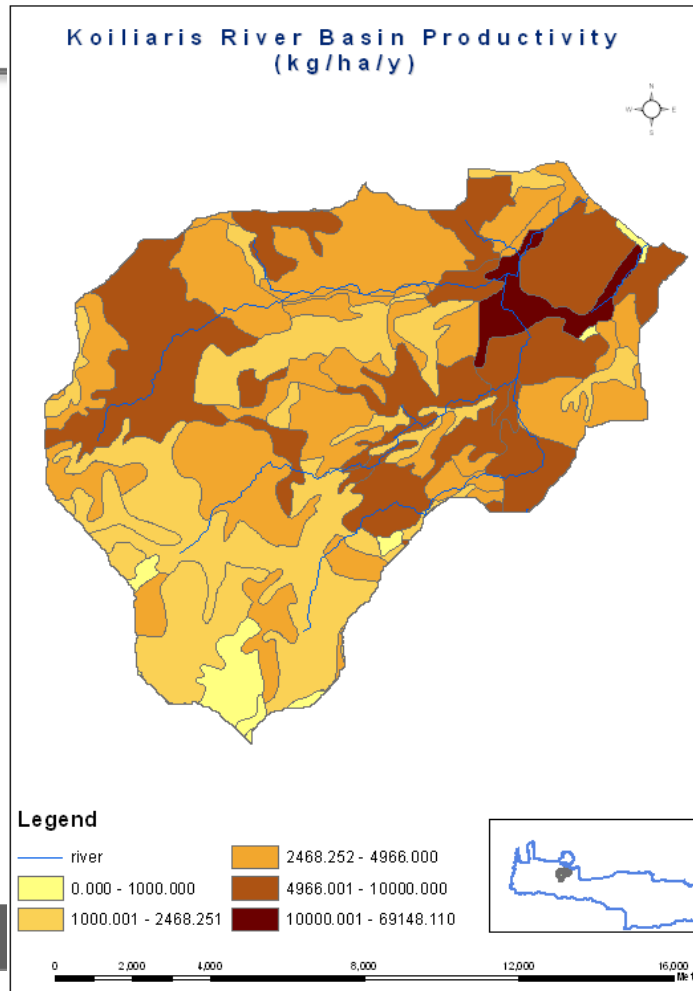 Koiliaris River Basin Productivity
(kg/ha/y)
N
W E
S
Legend
river
0.000 - 1000.000
1000.001 - 2468.251
2468.252 - 4966.000
4966.001 - 10000.000
10000.001 - 69148.110
0 2,000 4,000 8,000 12,000 16,000